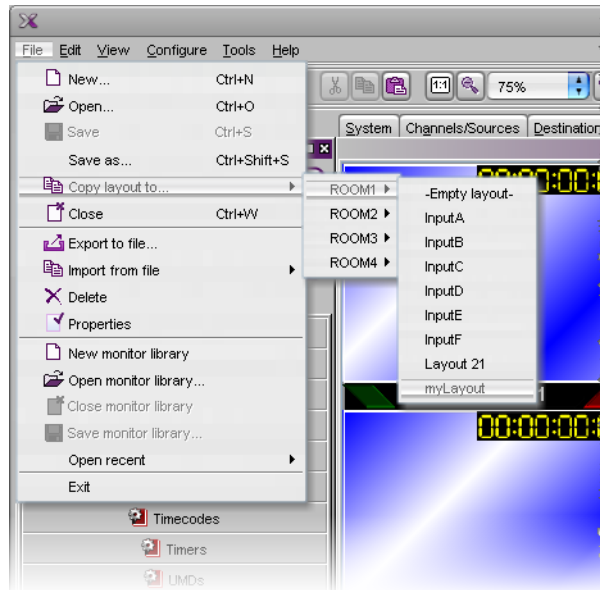 File Edit View Configure Tools Help
New... Ctrl+N
Open... Ctrl+O
Save Ctrl+S
Save as... Ctrl+Shift+S
Copy layout to...
Close Ctrl+W
Export to file...
Import from file
Delete
Properties
New monitor library
Open monitor library...
Close monitor library
Save monitor library...
Open recent
Exit
1:1 75%
System Channels/Sources Destination
00:00:00:
ROOM1
ROOM2
ROOM3
ROOM4
-Empty layout-
InputA
InputB
InputC
InputD
InputE
InputF
Layout 21
myLayout
1
00:00:00:
Timecodes
Timers
UMDs